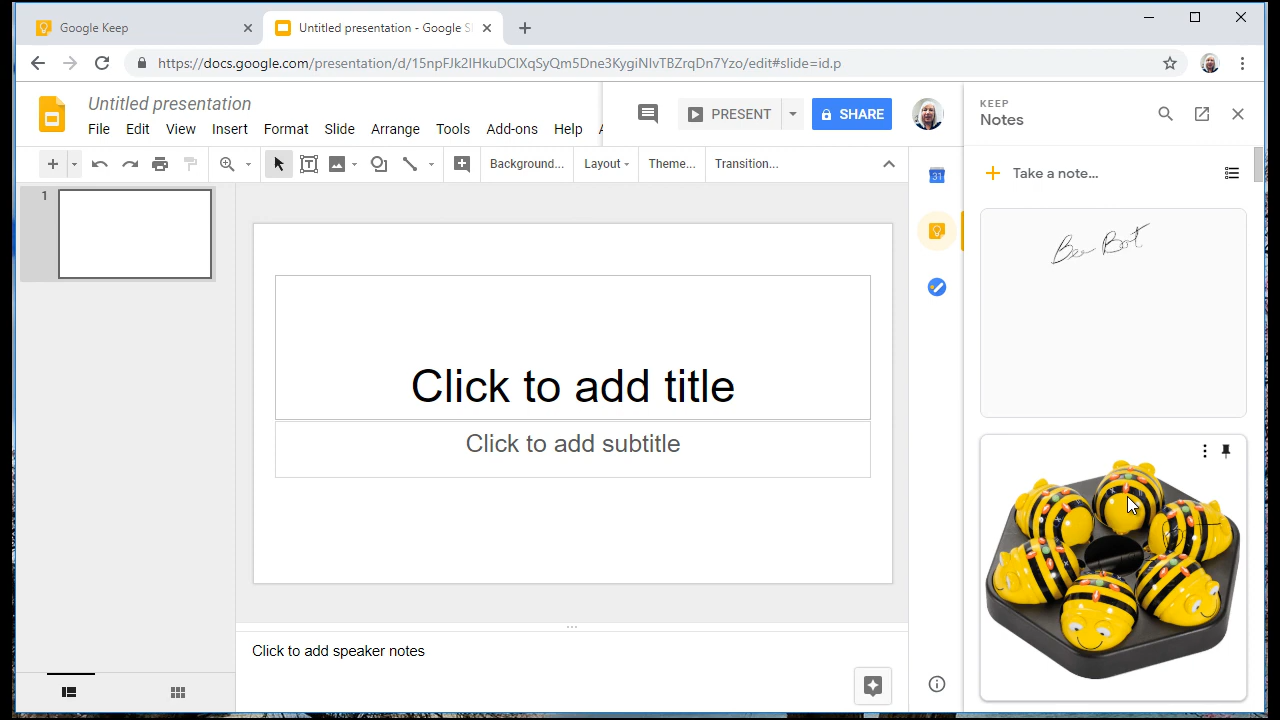 Google Keep
Untitled presentation - Google Sl
https://docs.google.com/presentation/d/15npFJk2IHkuDClXqSyQm5Dne3KygiNlvTBZrqDn7Yzo/edit#slide=id.p
Untitled presentation
File Edit View Insert Format Slide Arrange Tools Add-ons Help
PRESENT
SHARE
KEEP
Notes
Background... Layout Theme... Transition...
31
Take a note...
1
Bee Bot
Click to add title
Click to add subtitle
Click to add speaker notes